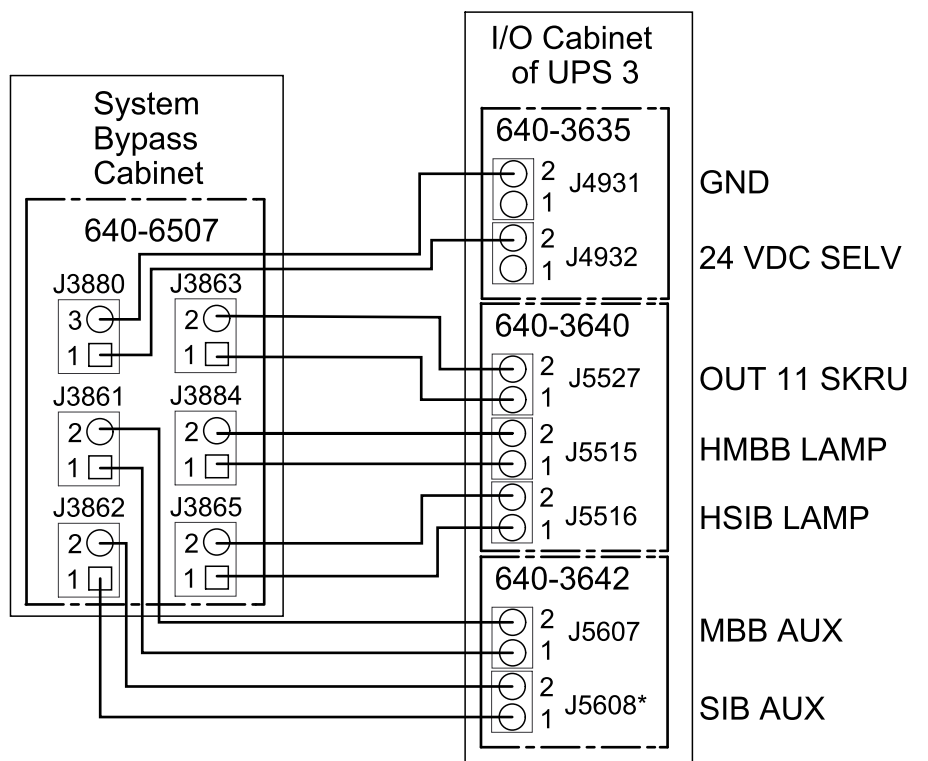 I/O Cabinet
of UPS 3
System
Bypass
Cabinet
640-6507
J3880
3
1
J3863
2
1
J3861
2
1
J3884
2
1
J3862
2
1
J3865
2
1
640-3635
2
1
J4931
GND
2
1
J4932
24 VDC SELV
640-3640
2
1
J5527
OUT 11 SKRU
2
1
J5515
HMBB LAMP
2
1
J5516
HSIB LAMP
640-3642
2
1
J5607
MBB AUX
2
1
J5608*
SIB AUX